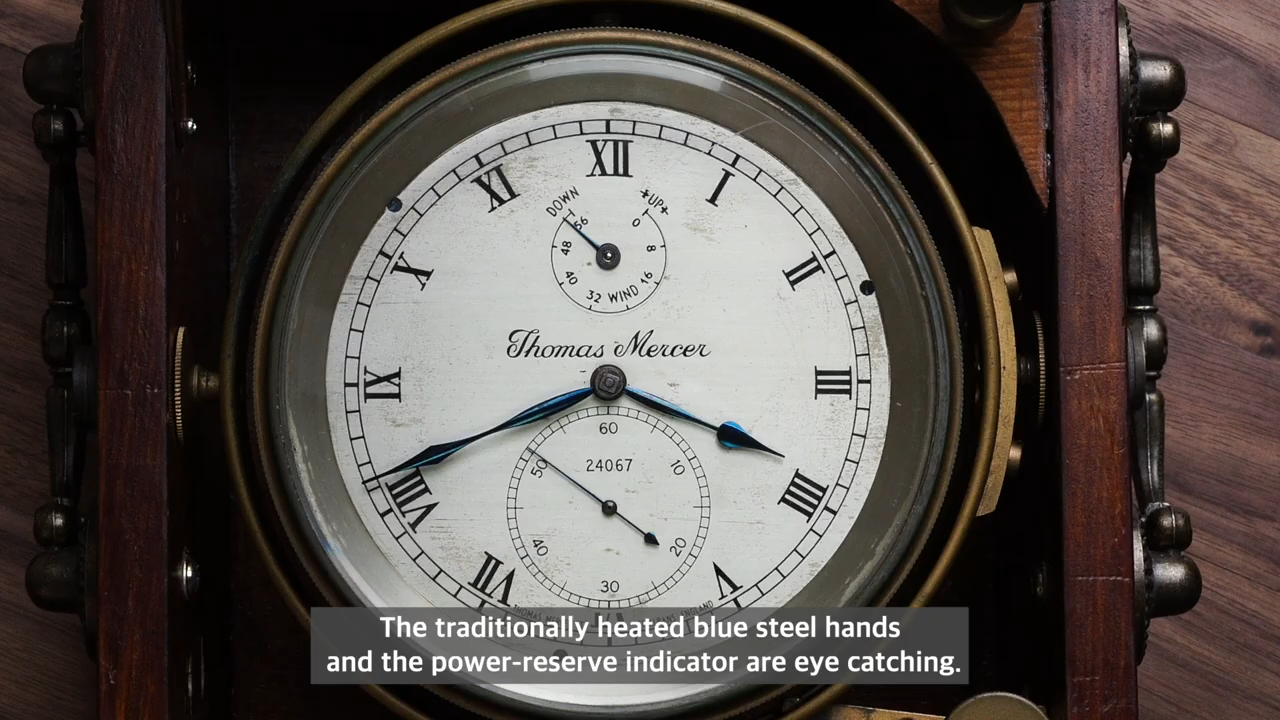 XII
XI
I
DOWN
UP
56
0
48
8
X
II
40
16
32
WIND
Thomas Mercer
IX
III
60
24067
50
10
VIII
IIII
40
20
VII
30
V
ENGLAND
The traditionally heated blue steel hands
and the power-reserve indicator are eye catching.